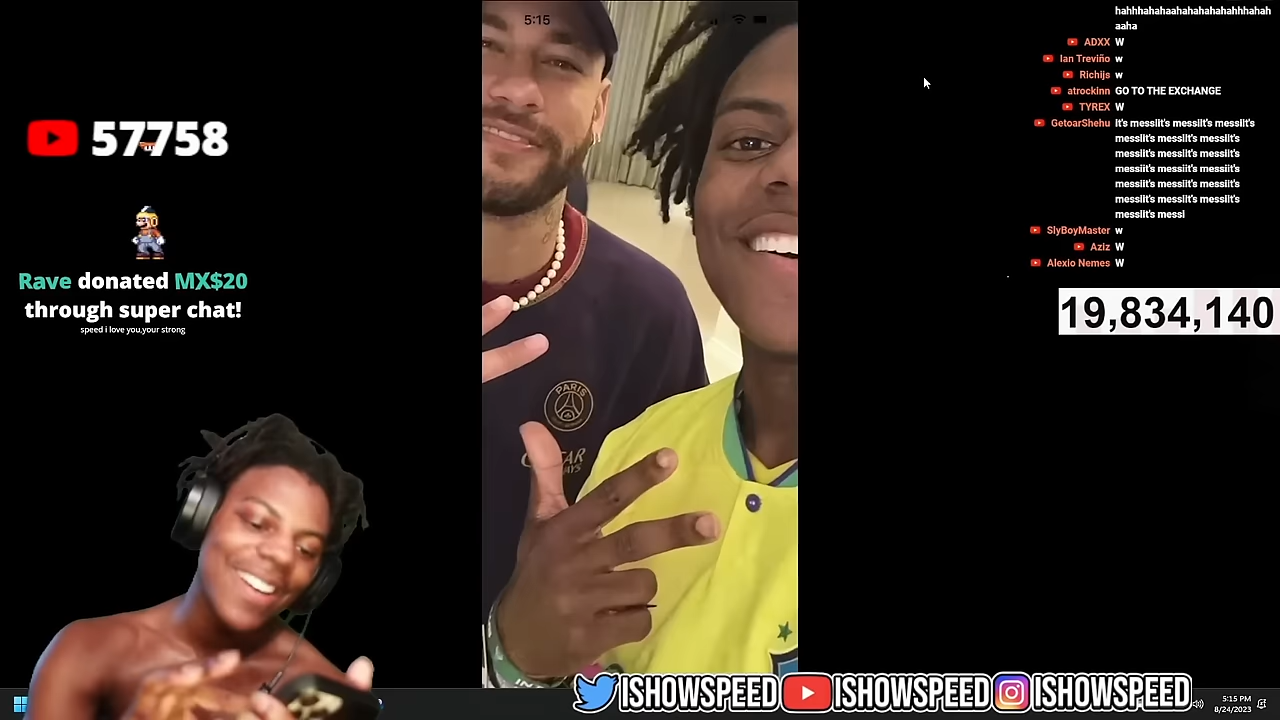 57758
Rave donated MX$20
through super chat!
speed i love you,your strong
5:15
PARIS
hahhhahahaahahahahahahhhahah
aaha
ADXX W
Ian Treviño w
Richijs w
atrockinn GO TO THE EXCHANGE
TYREX W
GetoarShehu It's messiIt's messiIt's messiIt's
messiIt's messiIt's messiIt's
messiIt's messiIt's messiIt's
messiIt's messiIt's messiIt's
messiIt's messiIt's messiIt's
messiIt's messiIt's messiIt's
messiIt's messi
SlyBoyMaster w
Aziz W
Alexio Nemes W
19,834,140
ISHOWSPEED ISHOWSPEED ISHOWSPEED
5:15 PM
8/24/2023